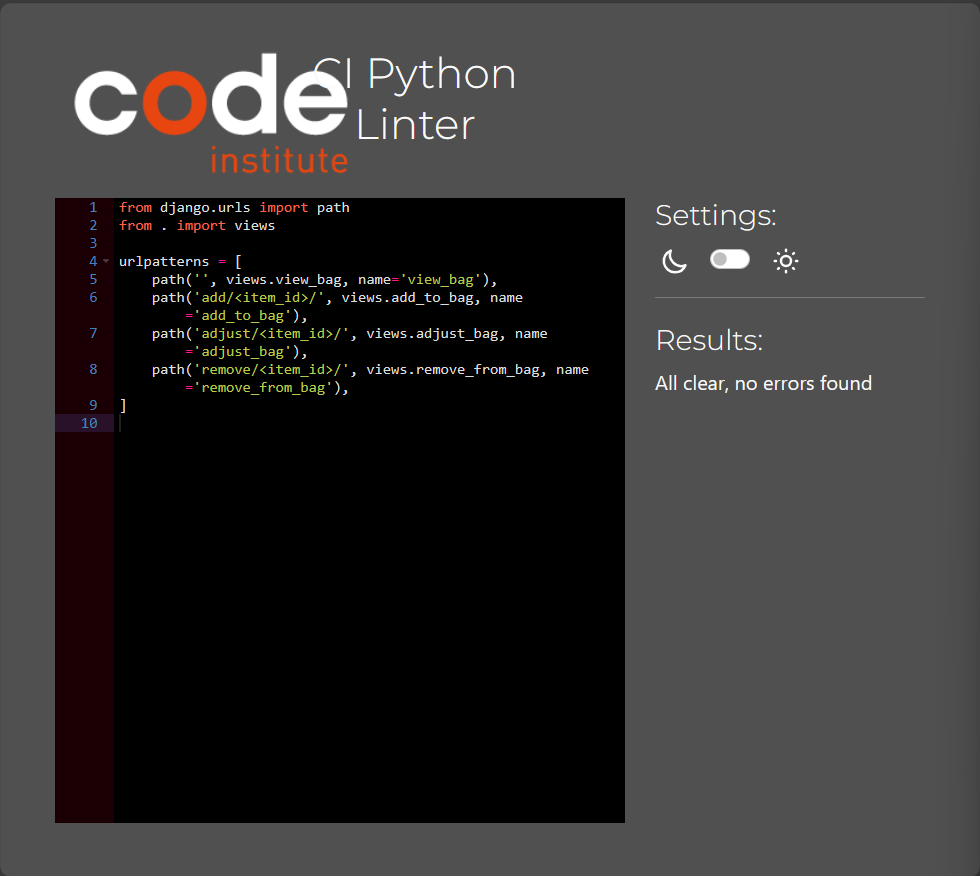 code
institute
CI Python
Linter
1 from django.urls import path
2 from . import views
3
4 urlpatterns = [
5     path('', views.view_bag, name='view_bag'),
6     path('add/<item_id>/', views.add_to_bag, name
        ='add_to_bag'),
7     path('adjust/<item_id>/', views.adjust_bag, name
        ='adjust_bag'),
8     path('remove/<item_id>/', views.remove_from_bag, name
        ='remove_from_bag'),
9 ]
10
Settings:
Results:
All clear, no errors found